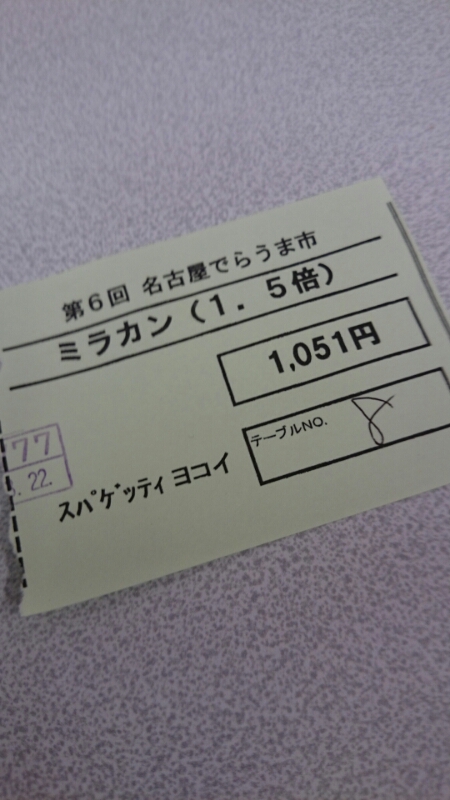 第6回 名古屋でらうま市
ミラカン(1.5倍)
1,051円
テーブルNO. 8
77
. 22.
スパゲッティ ヨコイ